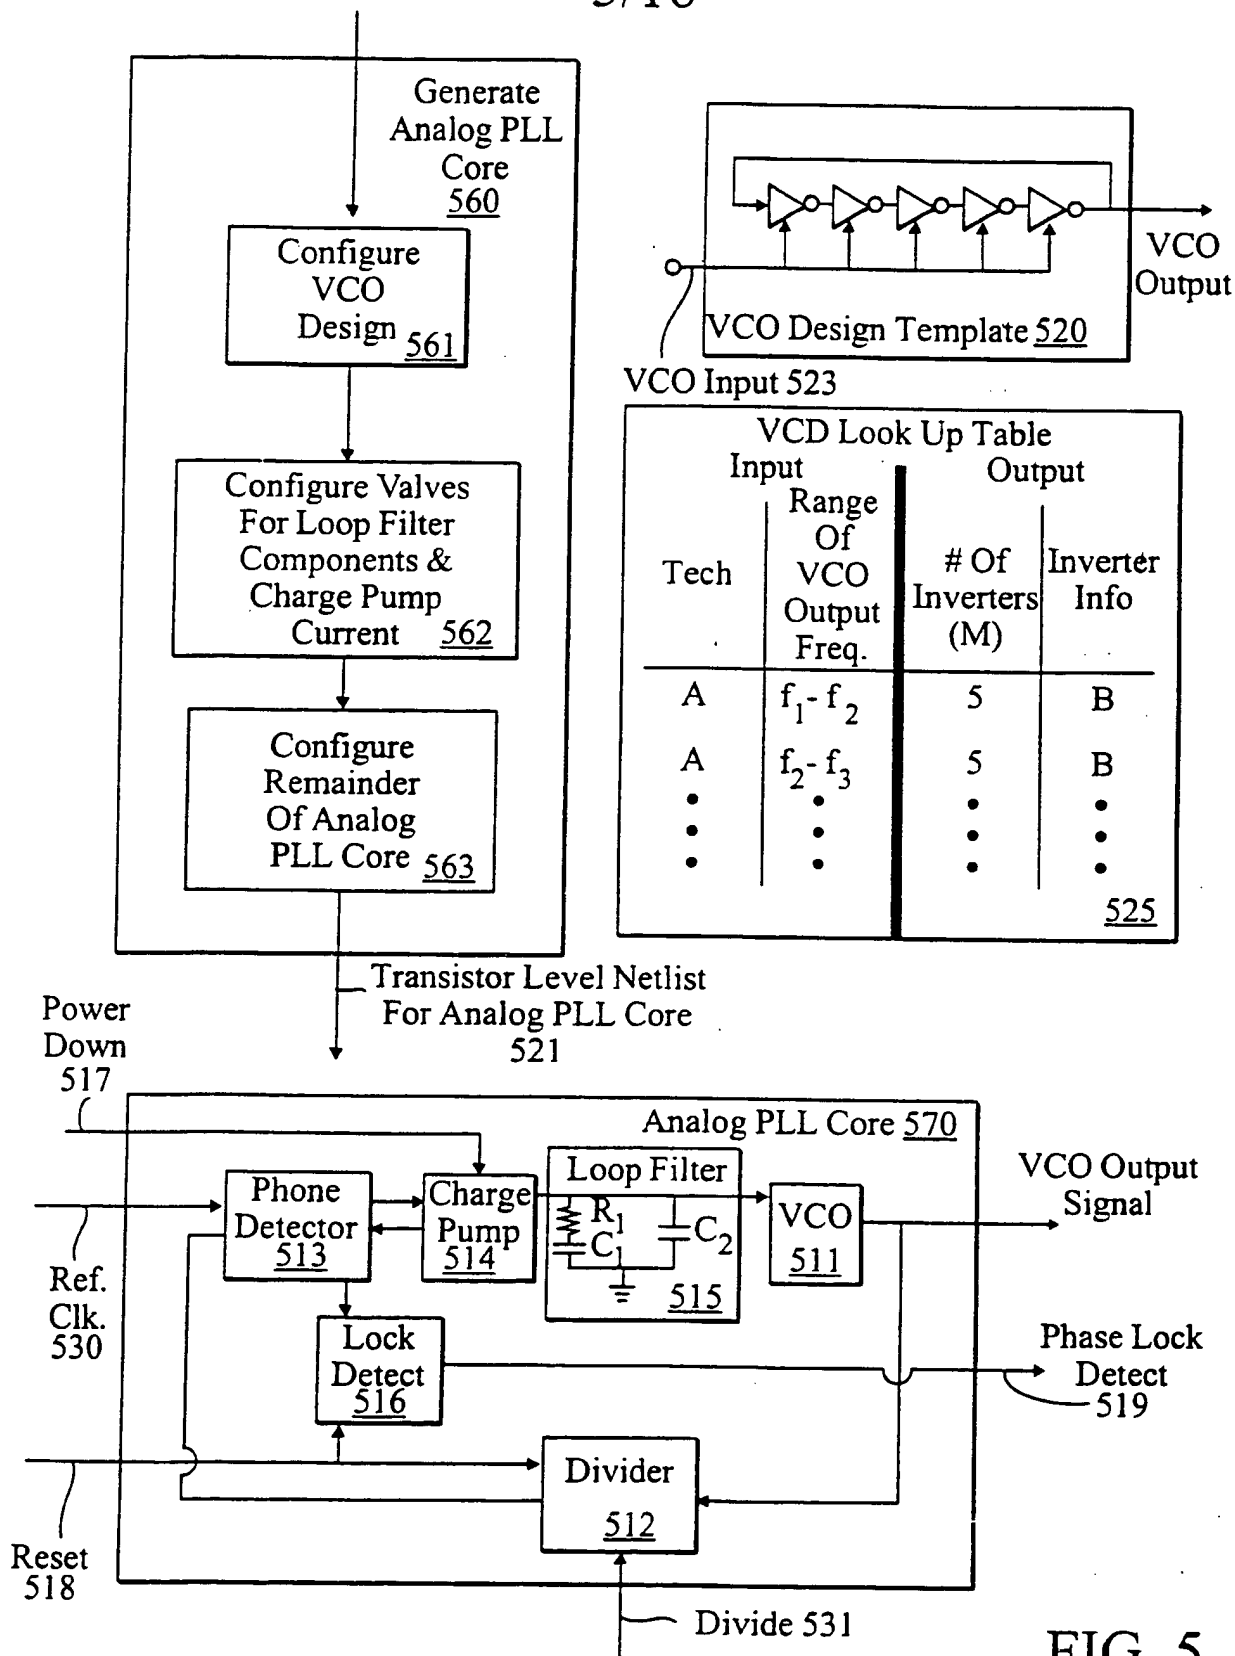 Generate
Analog PLL
Core
560
Configure
VCO
Design 561
Configure Valves
For Loop Filter
Components &
Charge Pump
Current 562
Configure
Remainder
Of Analog
PLL Core 563
Transistor Level Netlist
For Analog PLL Core
521
VCO
Output
VCO Design Template 520
VCO Input 523
VCD Look Up Table
Input Output
Tech
Range
Of
VCO
Output
Freq.
# Of
Inverters
(M)
Inverter
Info
A f1- f2 5 B
A f2- f3 5 B
525
Power
Down
517
Analog PLL Core 570
Phone
Detector
513
Charge
Pump
514
Loop Filter
R1
C1
C2
515
VCO
511
VCO Output
Signal
Ref.
Clk.
530
Lock
Detect
516
Phase Lock
Detect
519
Divider
512
Reset
518
Divide 531
FIG. 5